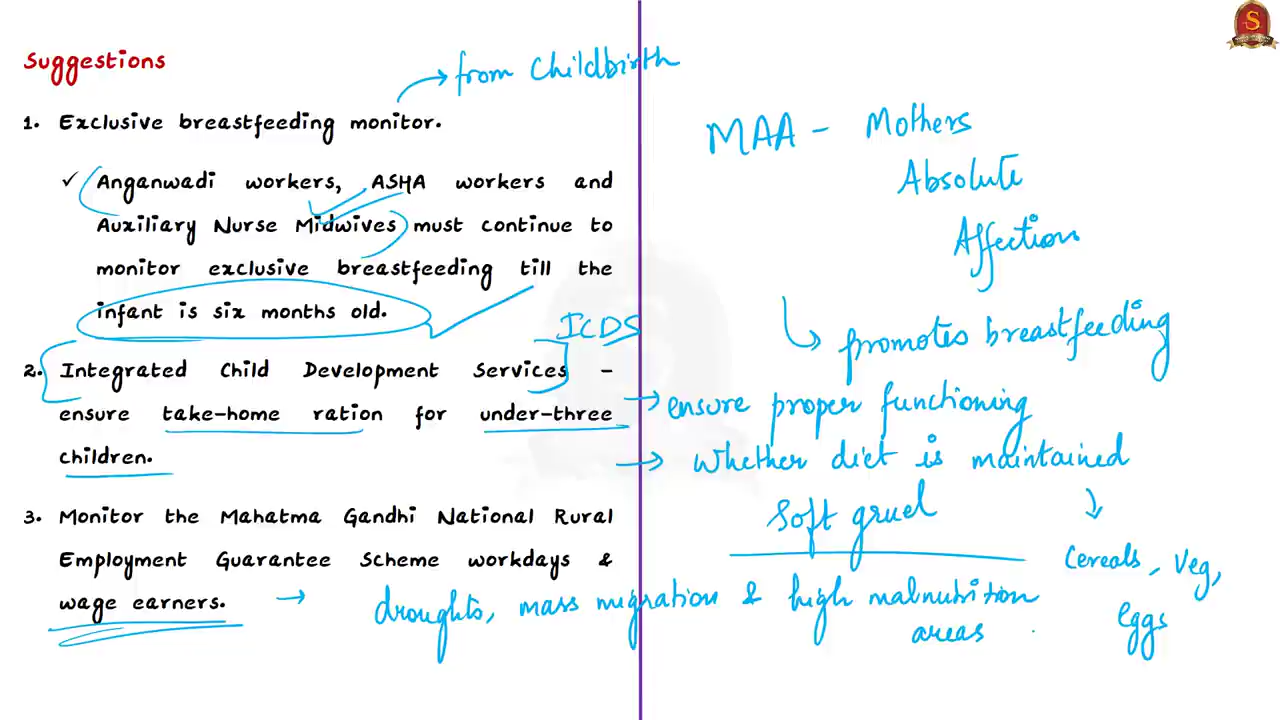 Suggestions
from Childbirth
1. Exclusive breastfeeding monitor.
✓ Anganwadi workers, ASHA workers and
Auxiliary Nurse Midwives must continue to
monitor exclusive breastfeeding till the
infant is six months old.
ICDS
2. Integrated Child Development Services –
ensure take-home ration for under-three
children.
3. Monitor the Mahatma Gandhi National Rural
Employment Guarantee Scheme workdays &
wage earners.
droughts, mass migration & high malnutrition
areas
MAA - Mothers
Absolute
Affection
promotes breastfeeding
ensure proper functioning
whether diet is maintained
Soft gruel
Cereals, Veg,
eggs
S